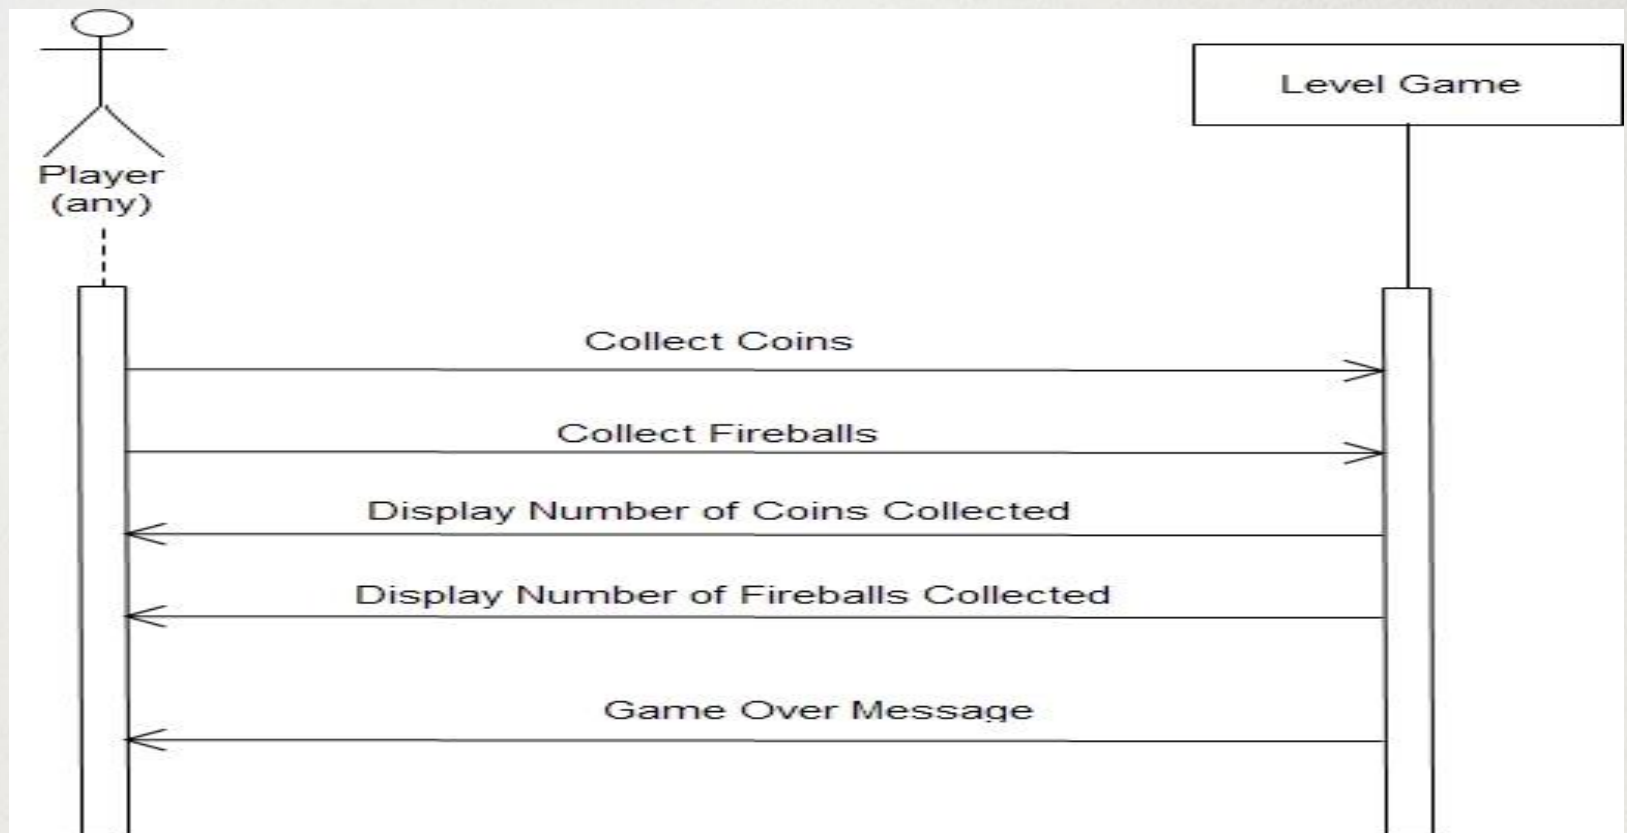 Level Game
Player
(any)
Collect Coins
Collect Fireballs
Display Number of Coins Collected
Display Number of Fireballs Collected
Game Over Message